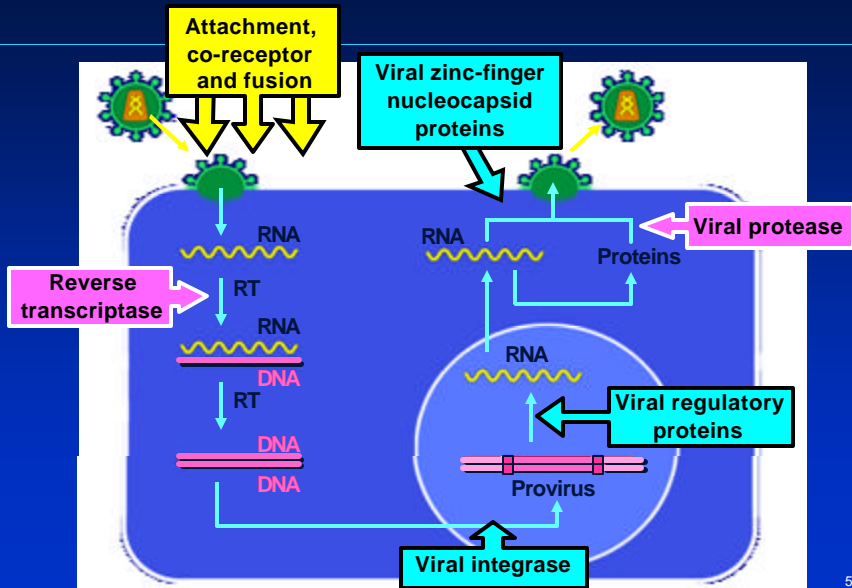 Attachment,
co-receptor
and fusion
Viral zinc-finger
nucleocapsid
proteins
RNA
RNA
Proteins
Viral protease
Reverse
transcriptase
RT
RNA
DNA
RT
RNA
Viral regulatory
proteins
DNA
DNA
Provirus
Viral integrase
5